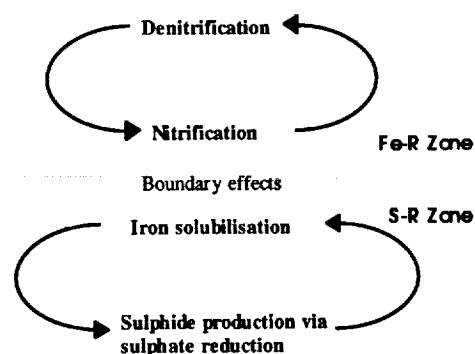 Denitrification
Nitrification
Fe-R Zone
Boundary effects
S-R Zone
Iron solubilisation
Sulphide production via
sulphate reduction